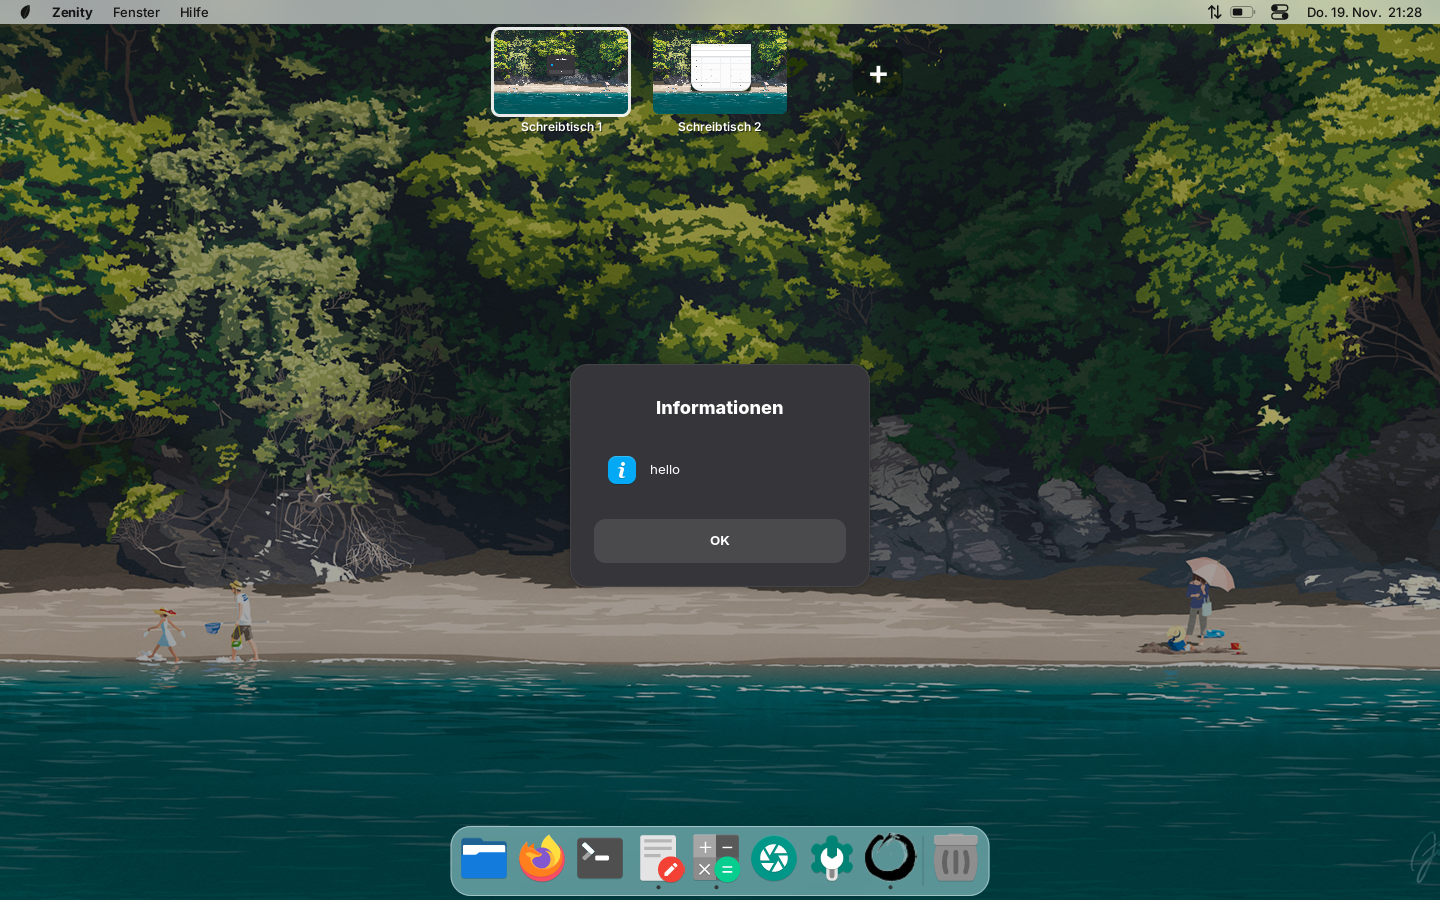 Zenity Fenster Hilfe Do. 19. Nov. 21:28
Schreibtisch 1 Schreibtisch 2
Informationen
hello
OK